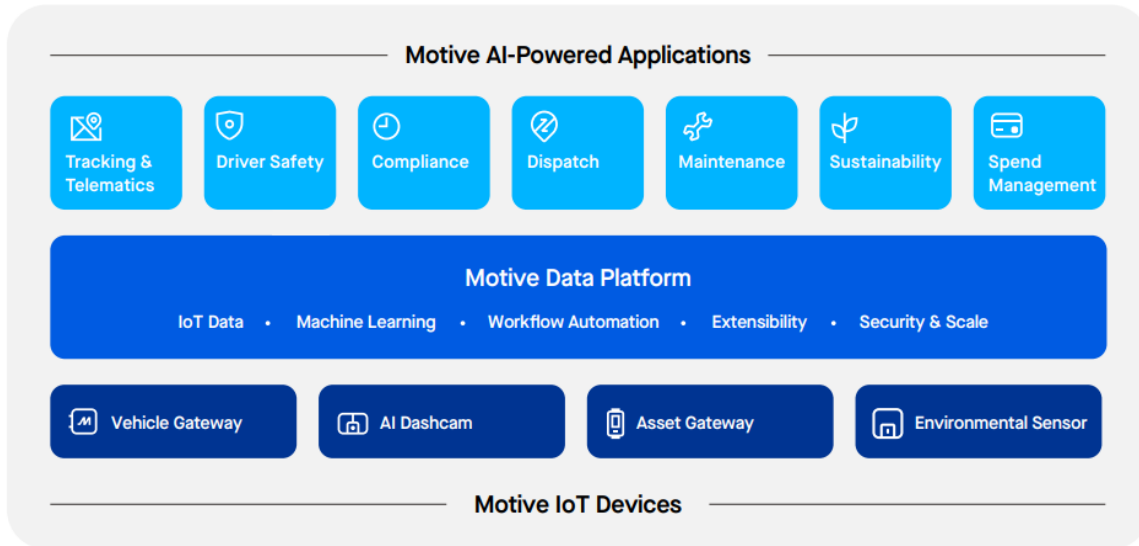 Motive AI-Powered Applications
Tracking &
Telematics
Driver Safety
Compliance
Dispatch
Maintenance
Sustainability
Spend
Management
Motive Data Platform
IoT Data • Machine Learning • Workflow Automation • Extensibility • Security & Scale
Vehicle Gateway
AI Dashcam
Asset Gateway
Environmental Sensor
Motive IoT Devices